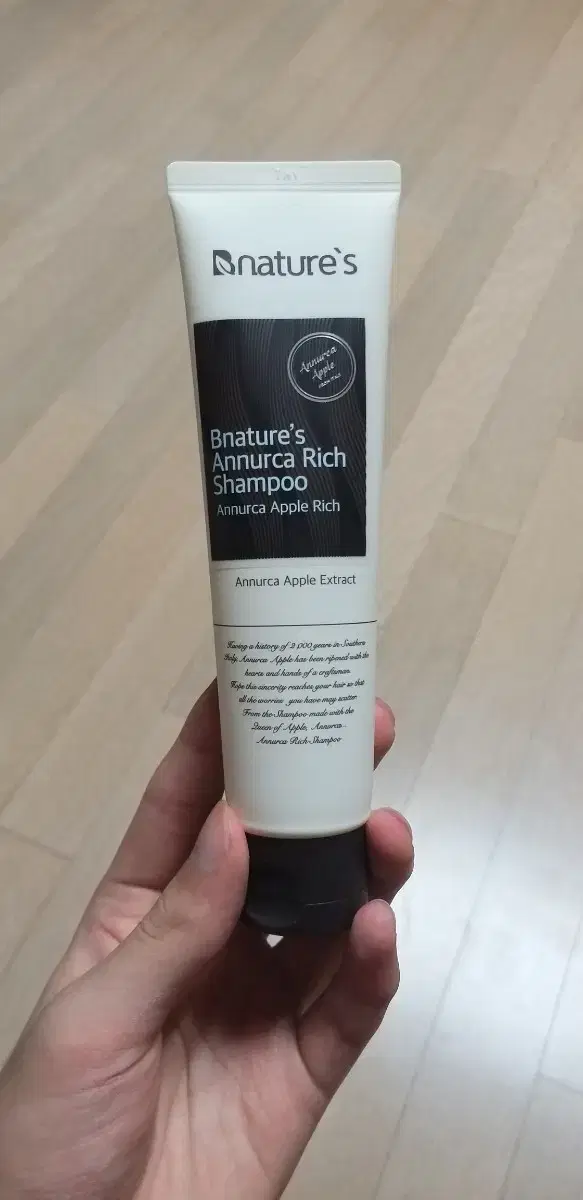 Bnature`s
Annurca
Apple
Bnature's
Annurca Rich
Shampoo
Annurca Apple Rich
Annurca Apple Extract
Having a history of 2,000 years in Southern
Italy, Annurca Apple has been ripened with the
hearts and hands of a craftsman.
Hope this sincerity reaches your hair so that
all the worries you have may scatter.
From the Shampoo made with the
Queen of Apple, Annurca...
Annurca Rich Shampoo